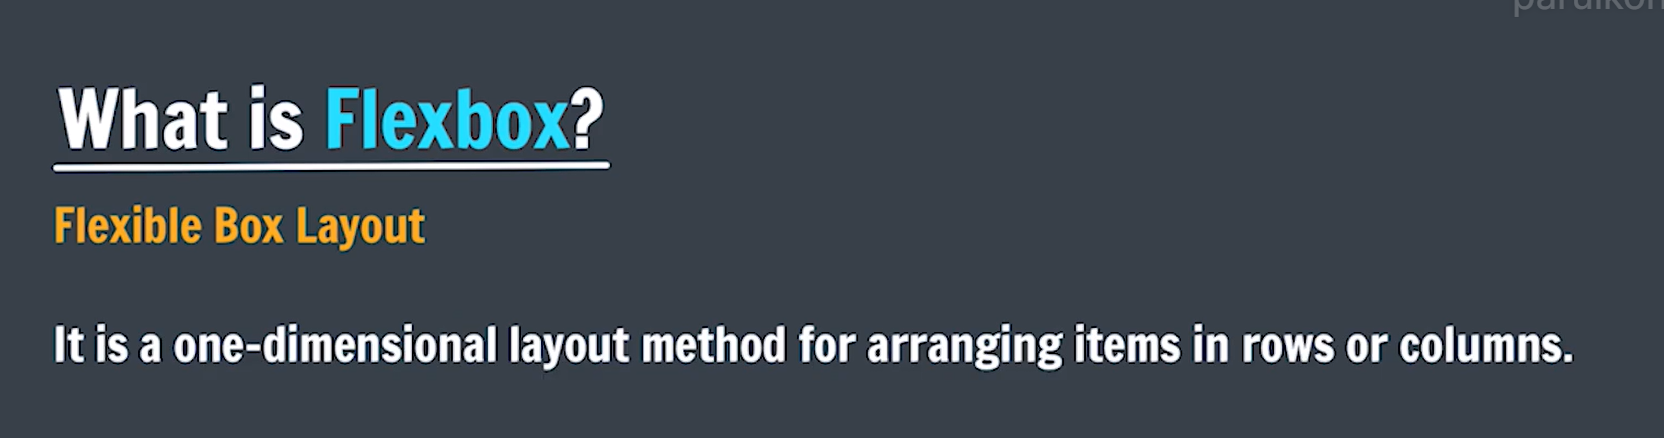 What is Flexbox?
Flexible Box Layout
It is a one-dimensional layout method for arranging items in rows or columns.